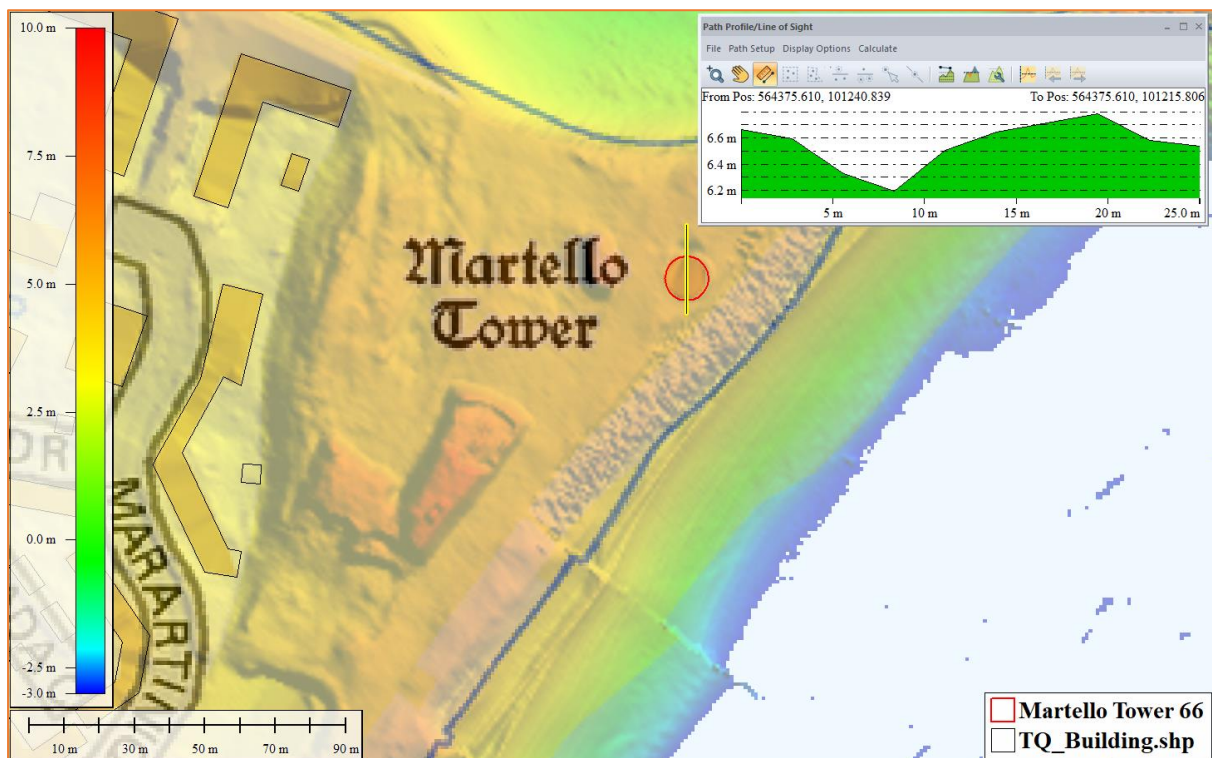 10.0 m
7.5 m
5.0 m
2.5 m
0.0 m
-2.5 m
-3.0 m
Path Profile/Line of Sight
File Path Setup Display Options Calculate
From Pos: 564375.610, 101240.839 To Pos: 564375.610, 101215.806
6.6 m
6.4 m
6.2 m
5 m 10 m 15 m 20 m 25.0 m
Martello
Tower
10 m 30 m 50 m 70 m 90 m
Martello Tower 66
TQ_Building.shp